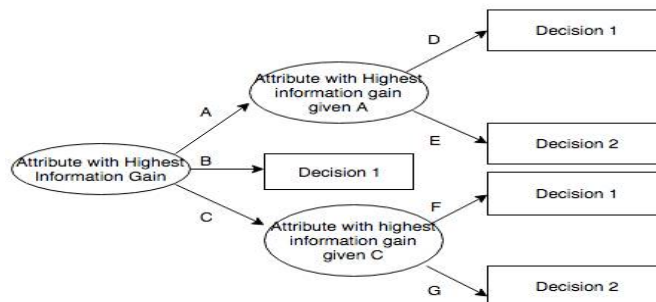 D
Decision 1
Attribute with Highest
information gain
given A
A
E
Decision 2
Attribute with Highest
Information Gain
B
Decision 1
C
F
Decision 1
Attribute with highest
information gain
given C
G
Decision 2